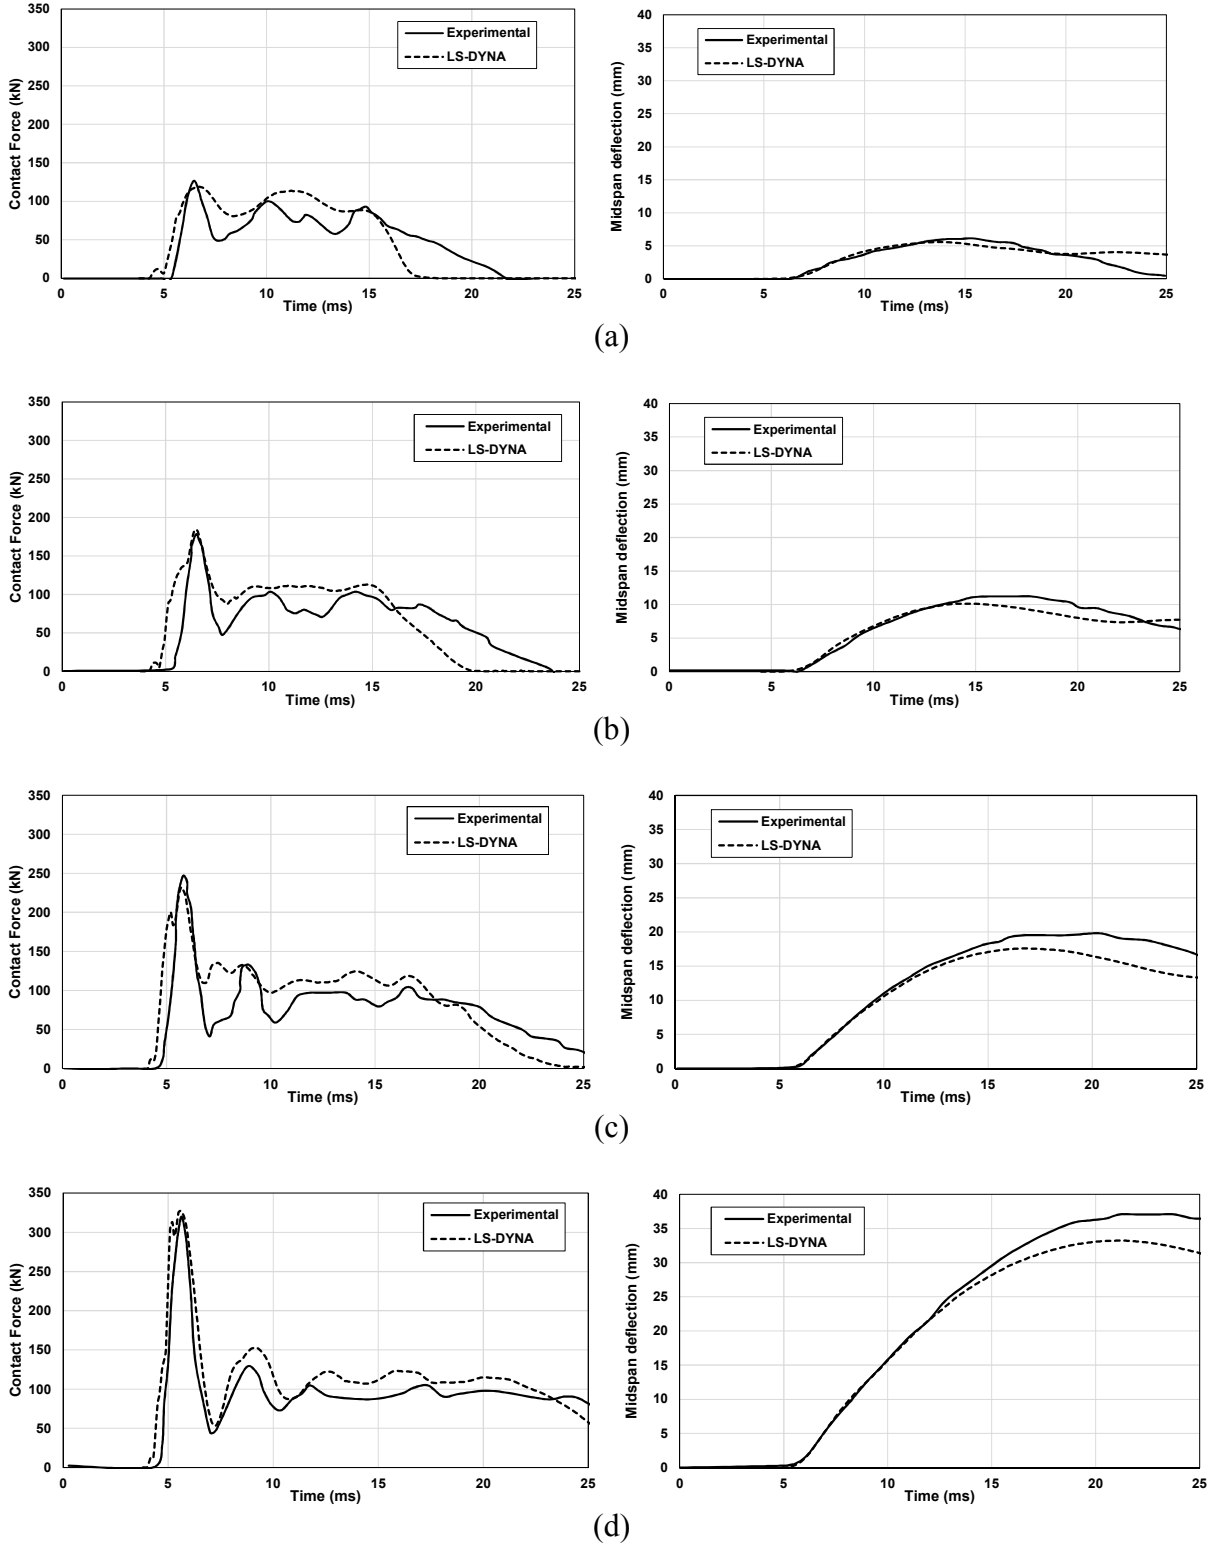 350
300
250
200
150
100
50
0
Contact Force (kN)
Experimental
LS-DYNA
0 5 10 15 20 25
Time (ms)
40
35
30
25
20
15
10
5
0
Midspan deflection (mm)
Experimental
LS-DYNA
0 5 10 15 20 25
Time (ms)
(a)
350
300
250
200
150
100
50
0
Contact Force (kN)
Experimental
LS-DYNA
0 5 10 15 20 25
Time (ms)
40
35
30
25
20
15
10
5
0
Midspan deflection (mm)
Experimental
LS-DYNA
0 5 10 15 20 25
Time (ms)
(b)
350
300
250
200
150
100
50
0
Contact Force (kN)
Experimental
LS-DYNA
0 5 10 15 20 25
Time (ms)
40
35
30
25
20
15
10
5
0
Midspan deflection (mm)
Experimental
LS-DYNA
0 5 10 15 20 25
Time (ms)
(c)
350
300
250
200
150
100
50
0
Contact Force (kN)
Experimental
LS-DYNA
0 5 10 15 20 25
Time (ms)
40
35
30
25
20
15
10
5
0
Midspan deflection (mm)
Experimental
LS-DYNA
0 5 10 15 20 25
Time (ms)
(d)